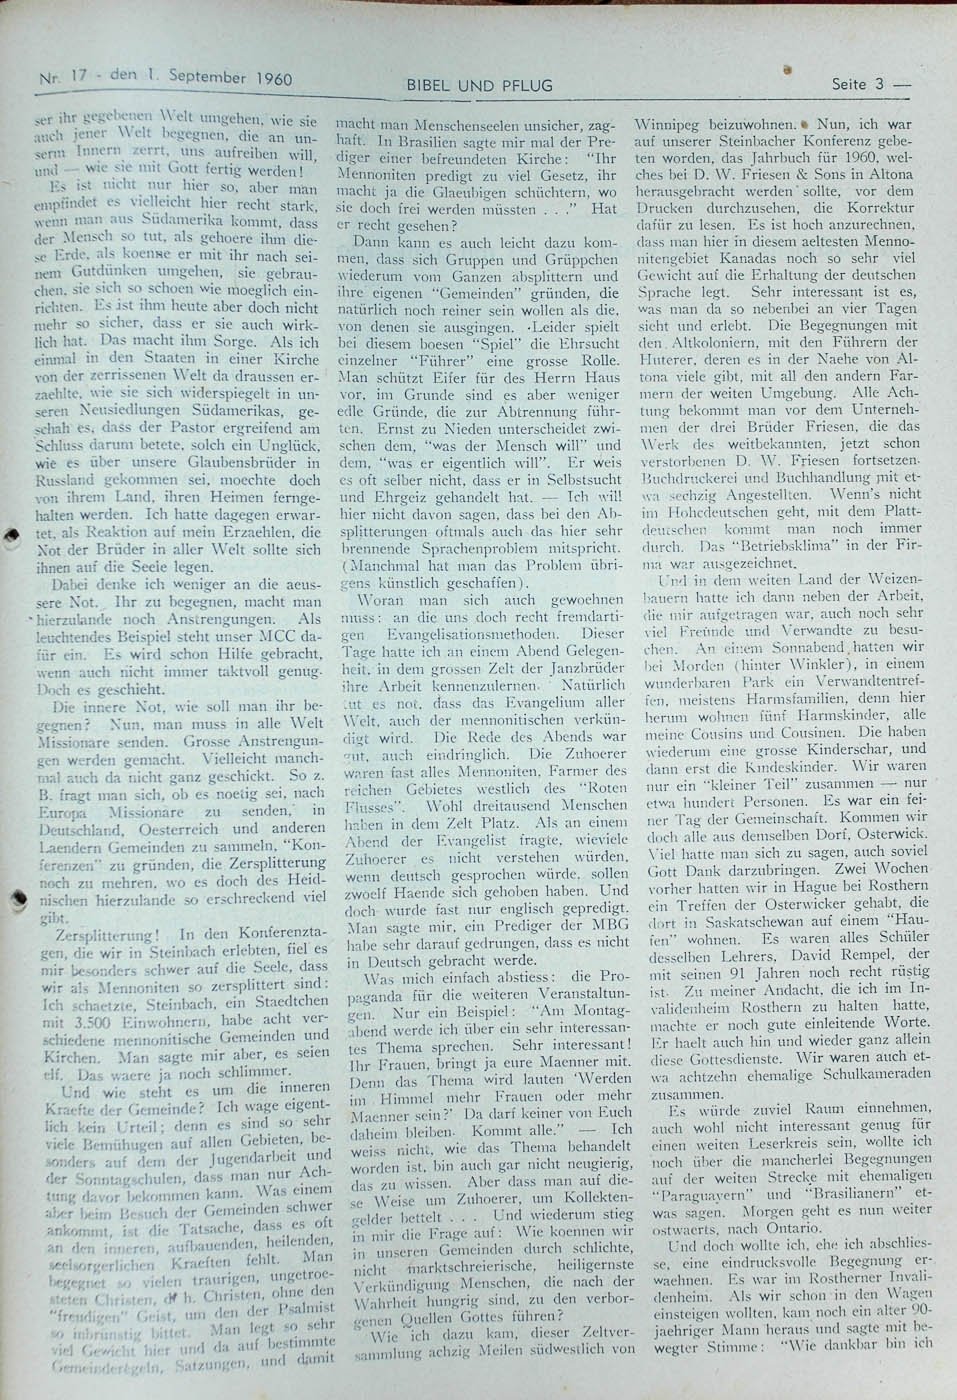 Nr. 17 - den 1. September 1960
BIBEL UND PFLUG
Seite 3 —
ser ihr gegebenen Welt umgehen, wie sie
auch jener Welt begegnen, die an un-
serm Innern zerrt, uns aufreiben will,
und — wie sie mit Gott fertig werden!
Es ist nicht nur hier so, aber man
empfindet es vielleicht hier recht stark,
wenn man aus Südamerika kommt, dass
der Mensch so tut, als gehoere ihm die-
se Erde, als koenne er mit ihr nach sei-
nem Gutdünken umgehen, sie gebrau-
chen, sie sich so schoen wie moeglich ein-
richten. Es ist ihm heute aber doch nicht
mehr so sicher, dass er sie auch wirk-
lich hat. Das macht ihm Sorge. Als ich
einmal in den Staaten in einer Kirche
von der zerrissenen Welt da draussen er-
zaehlte, wie sie sich widerspiegelt in un-
seren Neusiedlungen Südamerikas, ge-
schah es, dass der Pastor ergreifend am
Schluss darum betete, solch ein Unglück,
wie es über unsere Glaubensbrüder in
Russland gekommen sei, moechte doch
von ihrem Land, ihren Heimen fernge-
halten werden. Ich hatte dagegen erwar-
tet, als Reaktion auf mein Erzaehlen, die
Not der Brüder in aller Welt sollte sich
ihnen auf die Seele legen.
Dabei denke ich weniger an die aeus-
sere Not. Ihr zu begegnen, macht man
hierzulande noch Anstrengungen. Als
leuchtendes Beispiel steht unser MCC da-
für ein. Es wird schon Hilfe gebracht,
wenn auch nicht immer taktvoll genug.
Doch es geschieht.
Die innere Not, wie soll man ihr be-
gegnen? Nun, man muss in alle Welt
Missionare senden. Grosse Anstrengun-
gen werden gemacht. Vielleicht manch-
mal auch da nicht ganz geschickt. So z.
B. fragt man sich, ob es noetig sei, nach
Europa Missionare zu senden, in
Deutschland, Oesterreich und anderen
Laendern Gemeinden zu sammeln, "Kon-
ferenzen" zu gründen, die Zersplitterung
noch zu mehren, wo es doch des Heid-
nischen hierzulande so erschreckend viel
gibt.
Zersplitterung! In den Konferenzta-
gen, die wir in Steinbach erlebten, fiel es
mir besonders schwer auf die Seele, dass
wir als Mennoniten so zersplittert sind:
Ich schaetzte, Steinbach, ein Staedtchen
mit 3.500 Einwohnern, habe acht ver-
schiedene mennonitische Gemeinden und
Kirchen. Man sagte mir aber, es seien
elf. Das waere ja noch schlimmer.
Und wie steht es um die inneren
Kraefte der Gemeinde? Ich wage eigent-
lich kein Urteil; denn es sind so sehr
viele Bemühugen auf allen Gebieten, be-
sonders auf dem der Jugendarbeit und
der Sonntagschulen, dass man nur Ach-
tung davor bekommen kann. Was einem
aber beim Besuch der Gemeinden schwer
ankommt, ist die Tatsache, dass es oft
an den inneren, aufbauenden, heilenden,
seelsorgerlichen Kraeften fehlt. Man
begegnet so vielen traurigen, ungetroe-
steten Christen, d. h. Christen, ohne den
"freudigen" Geist, um den der Psalmist
so inbrünstig bittet. Man legt so sehr
viel Gewicht hier und da auf bestimmte
Gemeinderegeln, Satzungen, und damit
macht man Menschenseelen unsicher, zag-
haft. In Brasilien sagte mir mal der Pre-
diger einer befreundeten Kirche: "Ihr
Mennoniten predigt zu viel Gesetz, ihr
macht ja die Glaeubigen schüchtern, wo
sie doch frei werden müssten . . ." Hat
er recht gesehen?
Dann kann es auch leicht dazu kom-
men, dass sich Gruppen und Grüppchen
wiederum vom Ganzen absplittern und
ihre eigenen "Gemeinden" gründen, die
natürlich noch reiner sein wollen als die,
von denen sie ausgingen. Leider spielt
bei diesem boesen "Spiel" die Ehrsucht
einzelner "Führer" eine grosse Rolle.
Man schützt Eifer für des Herrn Haus
vor, im Grunde sind es aber weniger
edle Gründe, die zur Abtrennung führ-
ten. Ernst zu Nieden unterscheidet zwi-
schen dem, "was der Mensch will" und
dem, "was er eigentlich will". Er weis
es oft selber nicht, dass er in Selbstsucht
und Ehrgeiz gehandelt hat. — Ich will
hier nicht davon sagen, dass bei den Ab-
splitterungen oftmals auch das hier sehr
brennende Sprachenproblem mitspricht.
(Manchmal hat man das Problem übri-
gens künstlich geschaffen).
Woran man sich auch gewoehnen
muss: an die uns doch recht fremdarti-
gen Evangelisationsmethoden. Dieser
Tage hatte ich an einem Abend Gelegen-
heit, in dem grossen Zelt der Janzbrüder
ihre Arbeit kennenzulernen. Natürlich
tut es not, dass das Evangelium aller
Welt, auch der mennonitischen verkün-
digt wird. Die Rede des Abends war
gut, auch eindringlich. Die Zuhoerer
waren fast alles Mennoniten, Farmer des
reichen Gebietes westlich des "Roten
Flusses". Wohl dreitausend Menschen
haben in dem Zelt Platz. Als an einem
Abend der Evangelist fragte, wieviele
Zuhoerer es nicht verstehen würden,
wenn deutsch gesprochen würde, sollen
zwoelf Haende sich gehoben haben. Und
doch wurde fast nur englisch gepredigt.
Man sagte mir, ein Prediger der MBG
habe sehr darauf gedrungen, dass es nicht
in Deutsch gebracht werde.
Was mich einfach abstiess: die Pro-
paganda für die weiteren Veranstaltun-
gen. Nur ein Beispiel: "Am Montag-
abend werde ich über ein sehr interessan-
tes Thema sprechen. Sehr interessant!
Ihr Frauen, bringt ja eure Maenner mit.
Denn das Thema wird lauten 'Werden
im Himmel mehr Frauen oder mehr
Maenner sein?' Da darf keiner von Euch
daheim bleiben. Kommt alle." — Ich
weiss nicht, wie das Thema behandelt
worden ist, bin auch gar nicht neugierig,
das zu wissen. Aber dass man auf die-
se Weise um Zuhoerer, um Kollekten-
gelder bettelt . . . Und wiederum stieg
in mir die Frage auf: Wie koennen wir
in unseren Gemeinden durch schlichte,
nicht marktschreierische, heiligernste
Verkündigung Menschen, die nach der
Wahrheit hungrig sind, zu den verbor-
genen Quellen Gottes führen?
Wie ich dazu kam, dieser Zeltver-
sammlung achzig Meilen südwestlich von
Winnipeg beizuwohnen. Nun, ich war
auf unserer Steinbacher Konferenz gebe-
ten worden, das Jahrbuch für 1960, wel-
ches bei D. W. Friesen & Sons in Altona
herausgebracht werden sollte, vor dem
Drucken durchzusehen, die Korrektur
dafür zu lesen. Es ist hoch anzurechnen,
dass man hier in diesem aeltesten Menno-
nitengebiet Kanadas noch so sehr viel
Gewicht auf die Erhaltung der deutschen
Sprache legt. Sehr interessant ist es,
was man da so nebenbei an vier Tagen
sieht und erlebt. Die Begegnungen mit
den Altkoloniern, mit den Führern der
Huterer, deren es in der Naehe von Al-
tona viele gibt, mit all den andern Far-
mern der weiten Umgebung. Alle Ach-
tung bekommt man vor dem Unterneh-
men der drei Brüder Friesen, die das
Werk des weitbekannten, jetzt schon
verstorbenen D. W. Friesen fortsetzen.
Buchdruckerei und Buchhandlung mit et-
wa sechzig Angestellten. Wenn's nicht
im Hohcdeutschen geht, mit dem Platt-
deutschen kommt man noch immer
durch. Das "Betriebsklima" in der Fir-
ma war ausgezeichnet.
Und in dem weiten Land der Weizen-
bauern hatte ich dann neben der Arbeit,
die mir aufgetragen war, auch noch sehr
viel Freunde und Verwandte zu besu-
chen. An einem Sonnabend hatten wir
bei Morden (hinter Winkler), in einem
wunderbaren Park ein Verwandtentref-
fen, meistens Harmsfamilien, denn hier
herum wohnen fünf Harmskinder, alle
meine Cousins und Cousinen. Die haben
wiederum eine grosse Kinderschar, und
dann erst die Kindeskinder. Wir waren
nur ein "kleiner Teil" zusammen — nur
etwa hundert Personen. Es war ein fei-
ner Tag der Gemeinschaft. Kommen wir
doch alle aus demselben Dorf, Osterwick.
Viel hatte man sich zu sagen, auch soviel
Gott Dank darzubringen. Zwei Wochen
vorher hatten wir in Hague bei Rosthern
ein Treffen der Osterwicker gehabt, die
dort in Saskatschewan auf einem "Hau-
fen" wohnen. Es waren alles Schüler
desselben Lehrers, David Rempel, der
mit seinen 91 Jahren noch recht rüstig
ist. Zu meiner Andacht, die ich im In-
validenheim Rosthern zu halten hatte,
machte er noch gute einleitende Worte.
Er haelt auch hin und wieder ganz allein
diese Gottesdienste. Wir waren auch et-
wa achtzehn ehemalige Schulkameraden
zusammen.
Es würde zuviel Raum einnehmen,
auch wohl nicht interessant genug für
einen weiten Leserkreis sein, wollte ich
noch über die mancherlei Begegnungen
auf der weiten Strecke mit ehemaligen
"Paraguayern" und "Brasilianern" et-
was sagen. Morgen geht es nun weiter
ostwaerts, nach Ontario.
Und doch wollte ich, ehe ich abschlies-
se, eine eindrucksvolle Begegnung er-
waehnen. Es war im Rostherner Invali-
denheim. Als wir schon in den Wagen
einsteigen wollten, kam noch ein alter 90-
jaehriger Mann heraus und sagte mit be-
wegter Stimme: "Wie dankbar bin ich